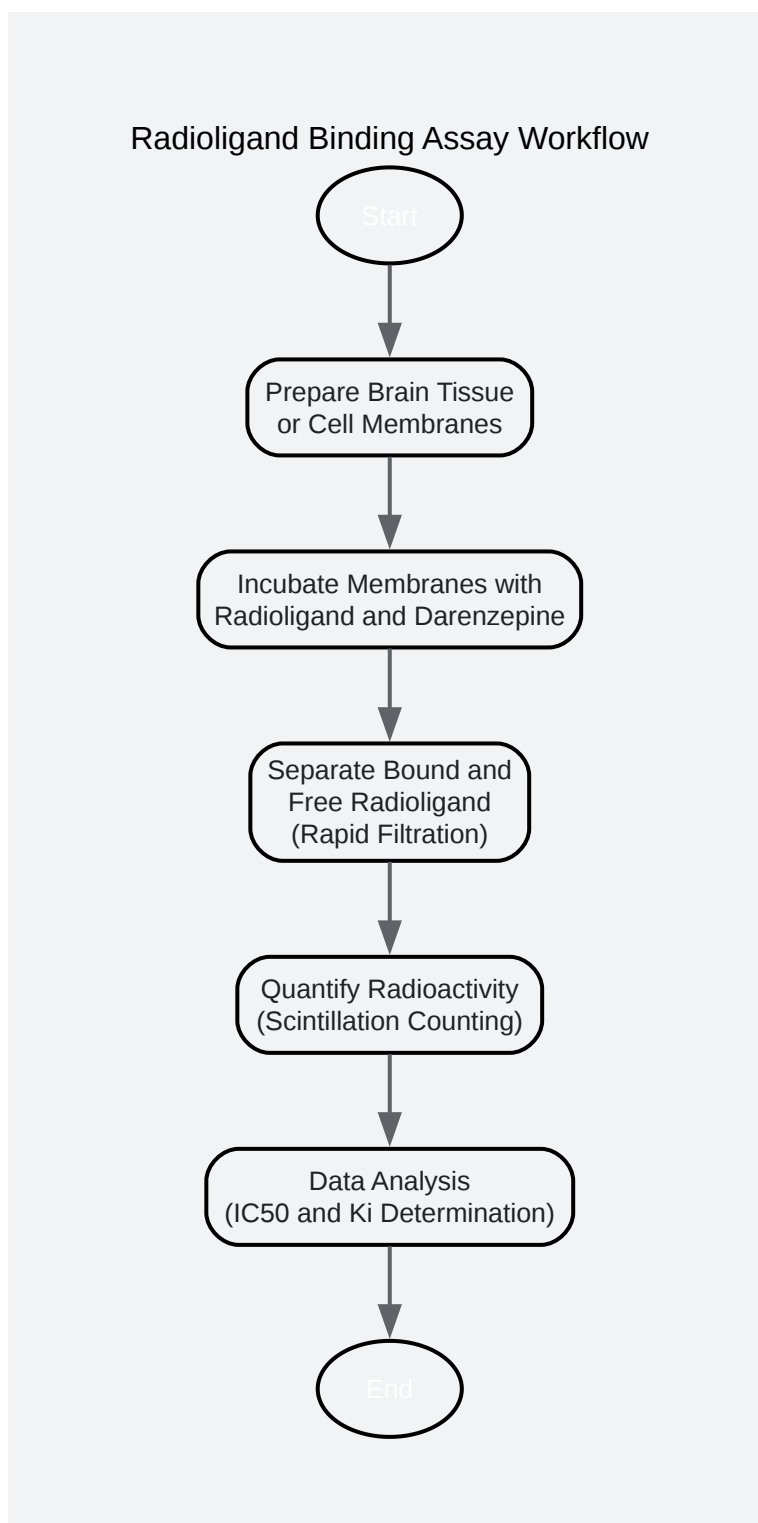 Radioligand Binding Assay Workflow
Start
Prepare Brain Tissue
or Cell Membranes
Incubate Membranes with
Radioligand and Darenzepine
Separate Bound and
Free Radioligand
(Rapid Filtration)
Quantify Radioactivity
(Scintillation Counting)
Data Analysis
(IC50 and Ki Determination)
End